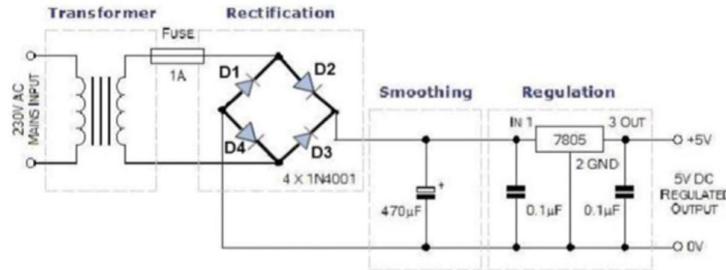 Transformer
Rectification
FUSE
1A
230V AC
MAINS INPUT
D1
D2
D4
D3
4 X 1N4001
Smoothing
Regulation
IN 1
3 OUT
7805
2 GND
+
470µF
0.1µF
0.1µF
+5V
5V DC
REGULATED
OUTPUT
0V